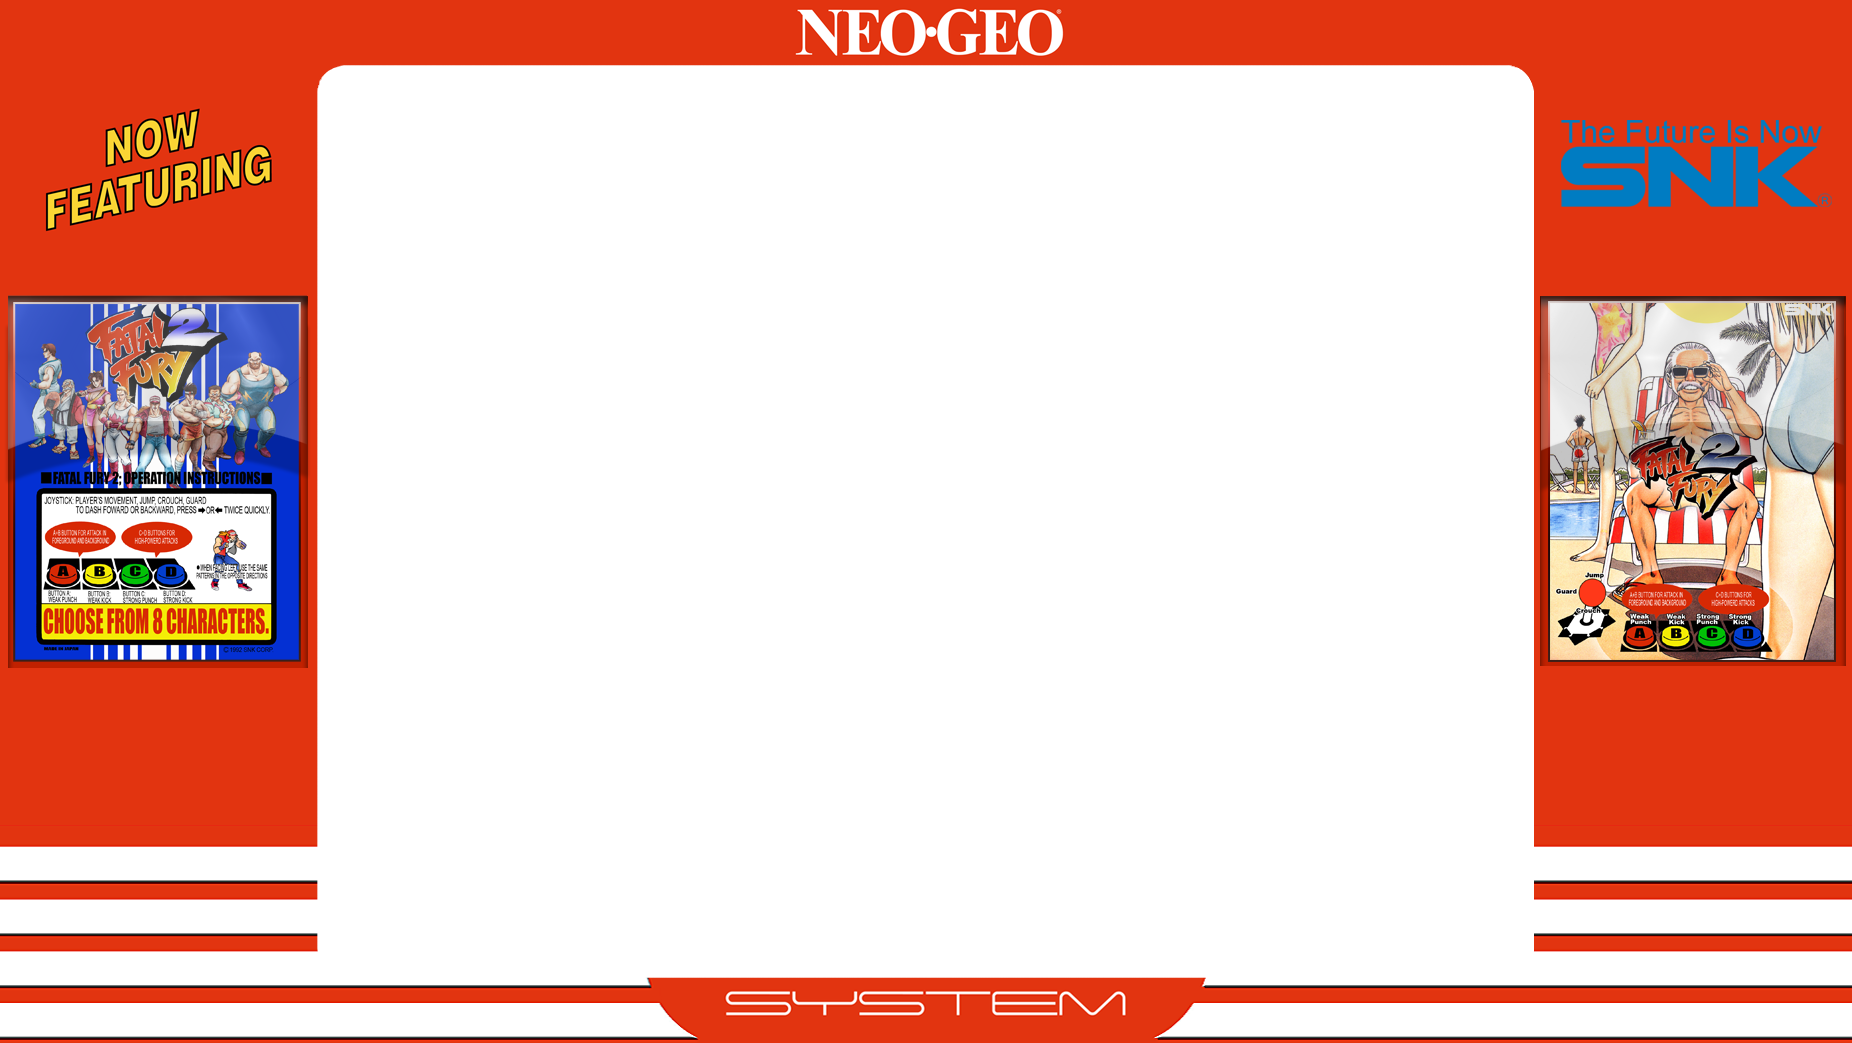 NEO•GEO®
NOW
FEATURING
FATAL
FURY 2
■FATAL FURY 2; OPERATION INSTRUCTIONS■
JOYSTICK: PLAYER'S MOVEMENT, JUMP, CROUCH, GUARD
TO DASH FOWARD OR BACKWARD, PRESS ➡OR⬅ TWICE QUICKLY.
A+B BUTTON FOR ATTACK IN
FOREGROUND AND BACKGROUND
C+D BUTTONS FOR
HIGH-POWERD ATTACKS
●WHEN FACING LEFT, USE THE SAME
PATTERNS IN THE OPPOSITE DIRECTIONS
A B C D
BUTTON A:
WEAK PUNCH
BUTTON B:
WEAK KICK
BUTTON C:
STRONG PUNCH
BUTTON D:
STRONG KICK
CHOOSE FROM 8 CHARACTERS.
MADE IN JAPAN
© 1992 SNK CORP.
The Future Is Now
SNK®
SNK
FATAL
FURY 2
Jump
Guard
Crouch
A+B BUTTON FOR ATTACK IN
FOREGROUND AND BACKGROUND
C+D BUTTONS FOR
HIGH-POWERD ATTACKS
Weak
Punch
Weak
Kick
Strong
Punch
Strong
Kick
A B C D
SYSTEM